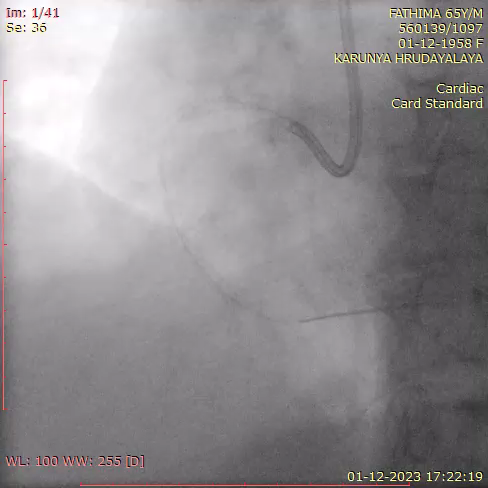 Im: 1/41
Se: 36
FATHIMA 65Y/M
560139/1097
01-12-1958 F
KARUNYA HRUDAYALAYA
Cardiac
Card Standard
WL: 100 WW: 255 [D]
01-12-2023 17:22:19